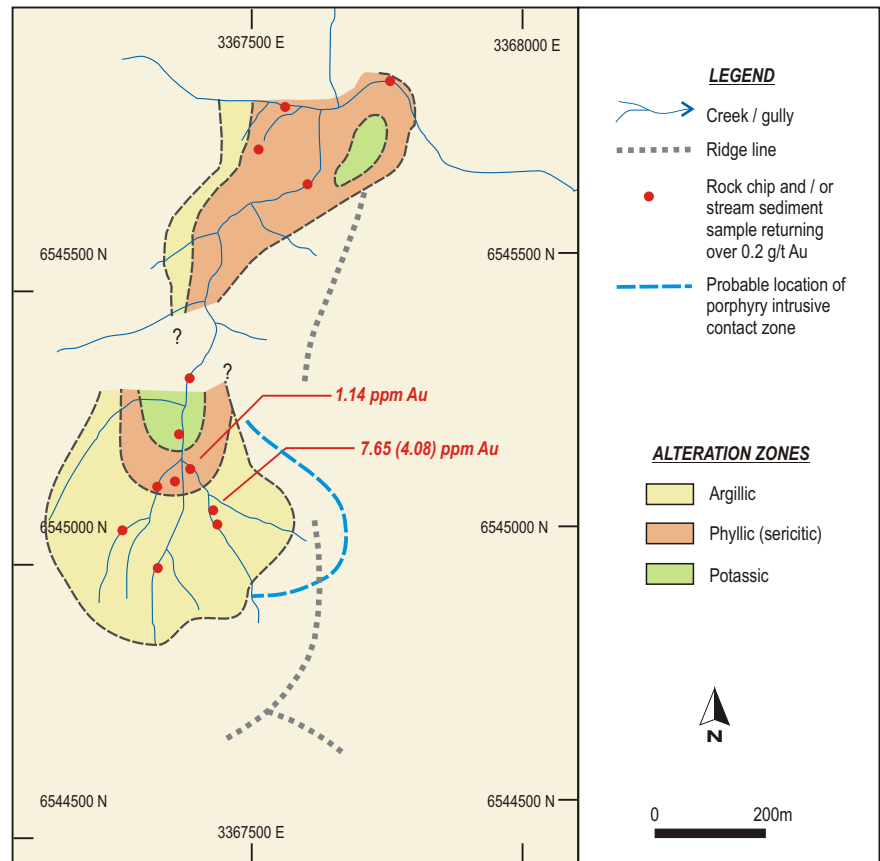 3367500 E
3368000 E
6545500 N
6545500 N
?
?
1.14 ppm Au
7.65 (4.08) ppm Au
6545000 N
6545000 N
6544500 N
6544500 N
3367500 E
LEGEND
Creek / gully
Ridge line
Rock chip and / or
stream sediment
sample returning
over 0.2 g/t Au
Probable location of
porphyry intrusive
contact zone
ALTERATION ZONES
Argillic
Phyllic (sericitic)
Potassic
N
0
200m